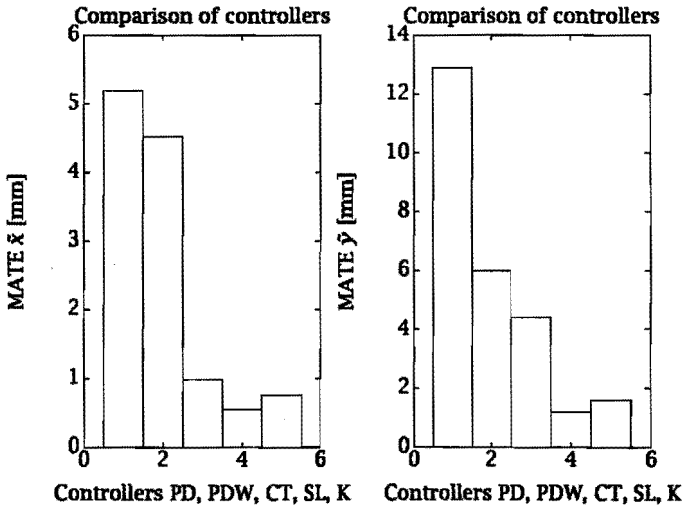 Comparison of controllers
6
5
4
3
2
1
0
0 2 4 6
MATE x̃ [mm]
Controllers PD, PDW, CT, SL, K
Comparison of controllers
14
12
10
8
6
4
2
0
0 2 4 6
MATE ỹ [mm]
Controllers PD, PDW, CT, SL, K